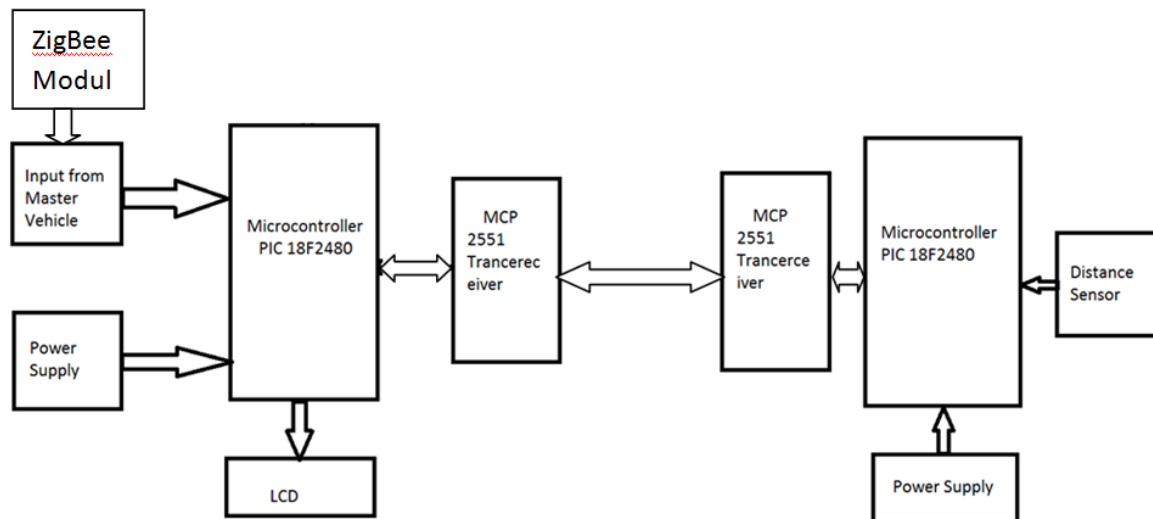 ZigBee
Modul
Input from
Master
Vehicle
Microcontroller
PIC 18F2480
MCP
2551
Trancerec
eiver
MCP
2551
Trancerce
iver
Microcontroller
PIC 18F2480
Distance
Sensor
Power
Supply
LCD
Power Supply